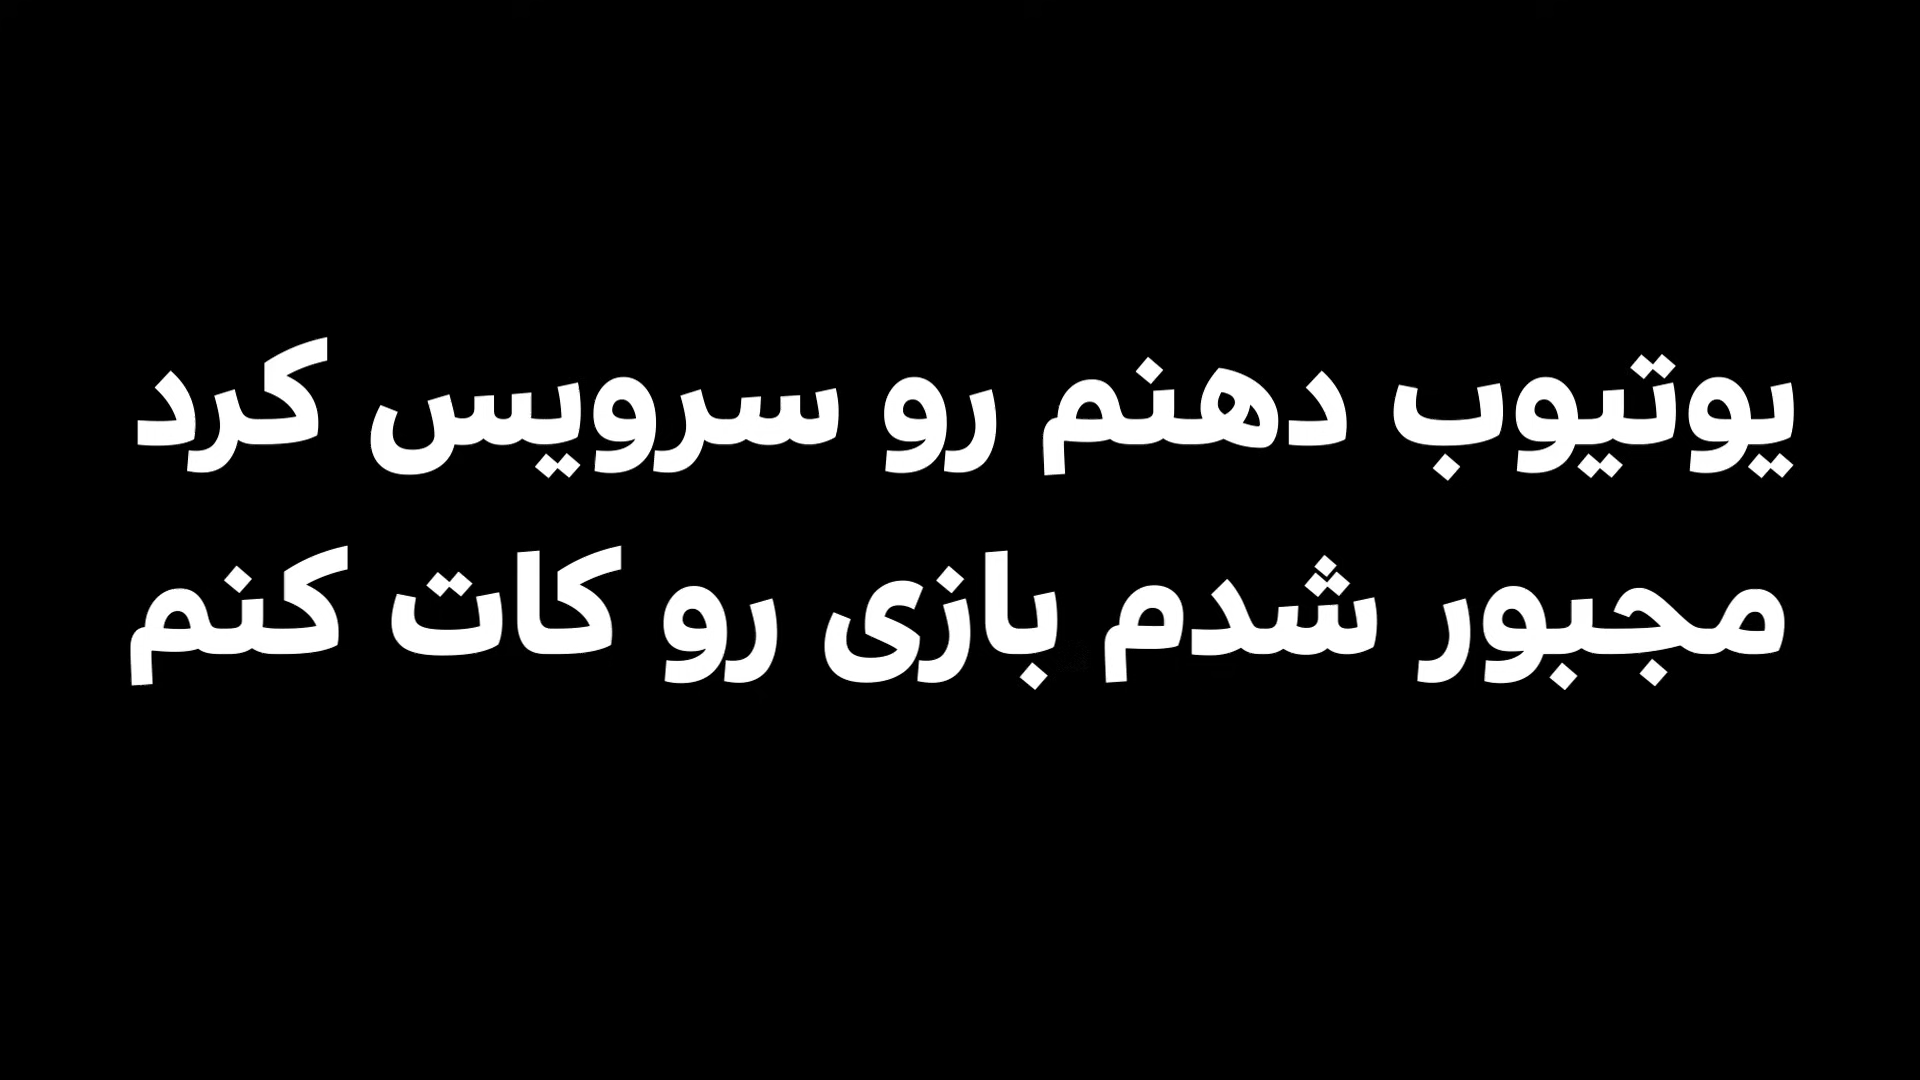 یوتیوب دهنم رو سرویس کرد
مجبور شدم بازی رو کات کنم